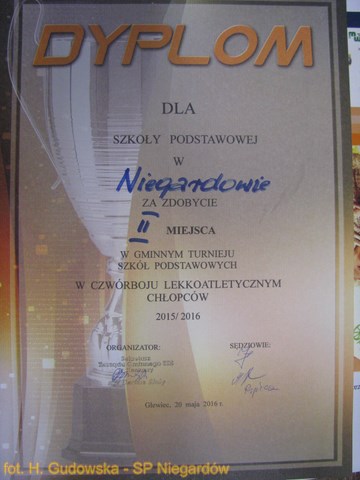 DYPLOM
DLA
SZKOŁY PODSTAWOWEJ
W
Niegardowie
ZA ZDOBYCIE
II MIEJSCA
W GMINNYM TURNIEJU
SZKÓŁ PODSTAWOWYCH
W CZWÓRBOJU LEKKOATLETYCZNYM
CHŁOPCÓW
2015/2016
ORGANIZATOR: SĘDZIOWIE:
Glewiec, 20 maja 2016 r.
fot. H. Gudowska - SP Niegardów